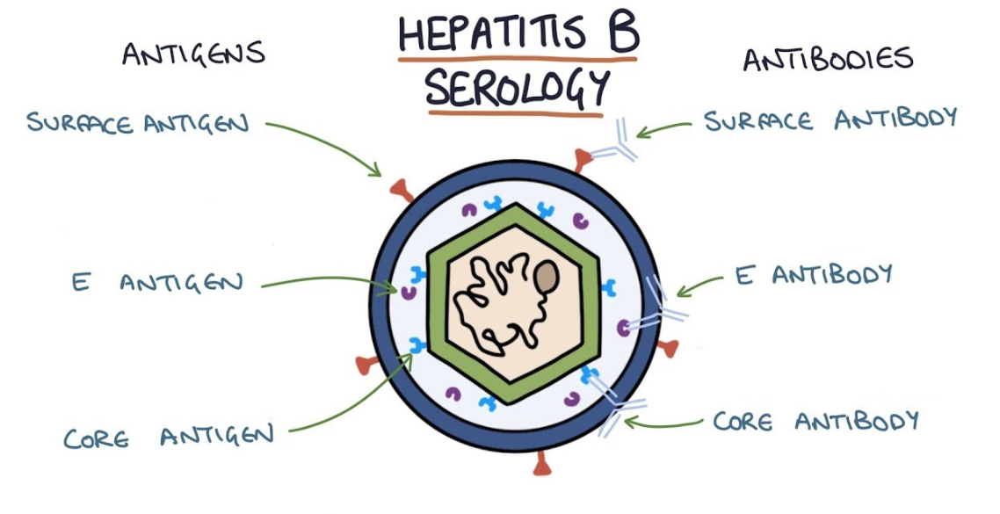 HEPATITIS B
SEROLOGY
ANTIGENS
ANTIBODIES
SURFACE ANTIGEN
SURFACE ANTIBODY
E ANTIGEN
E ANTIBODY
CORE ANTIGEN
CORE ANTIBODY